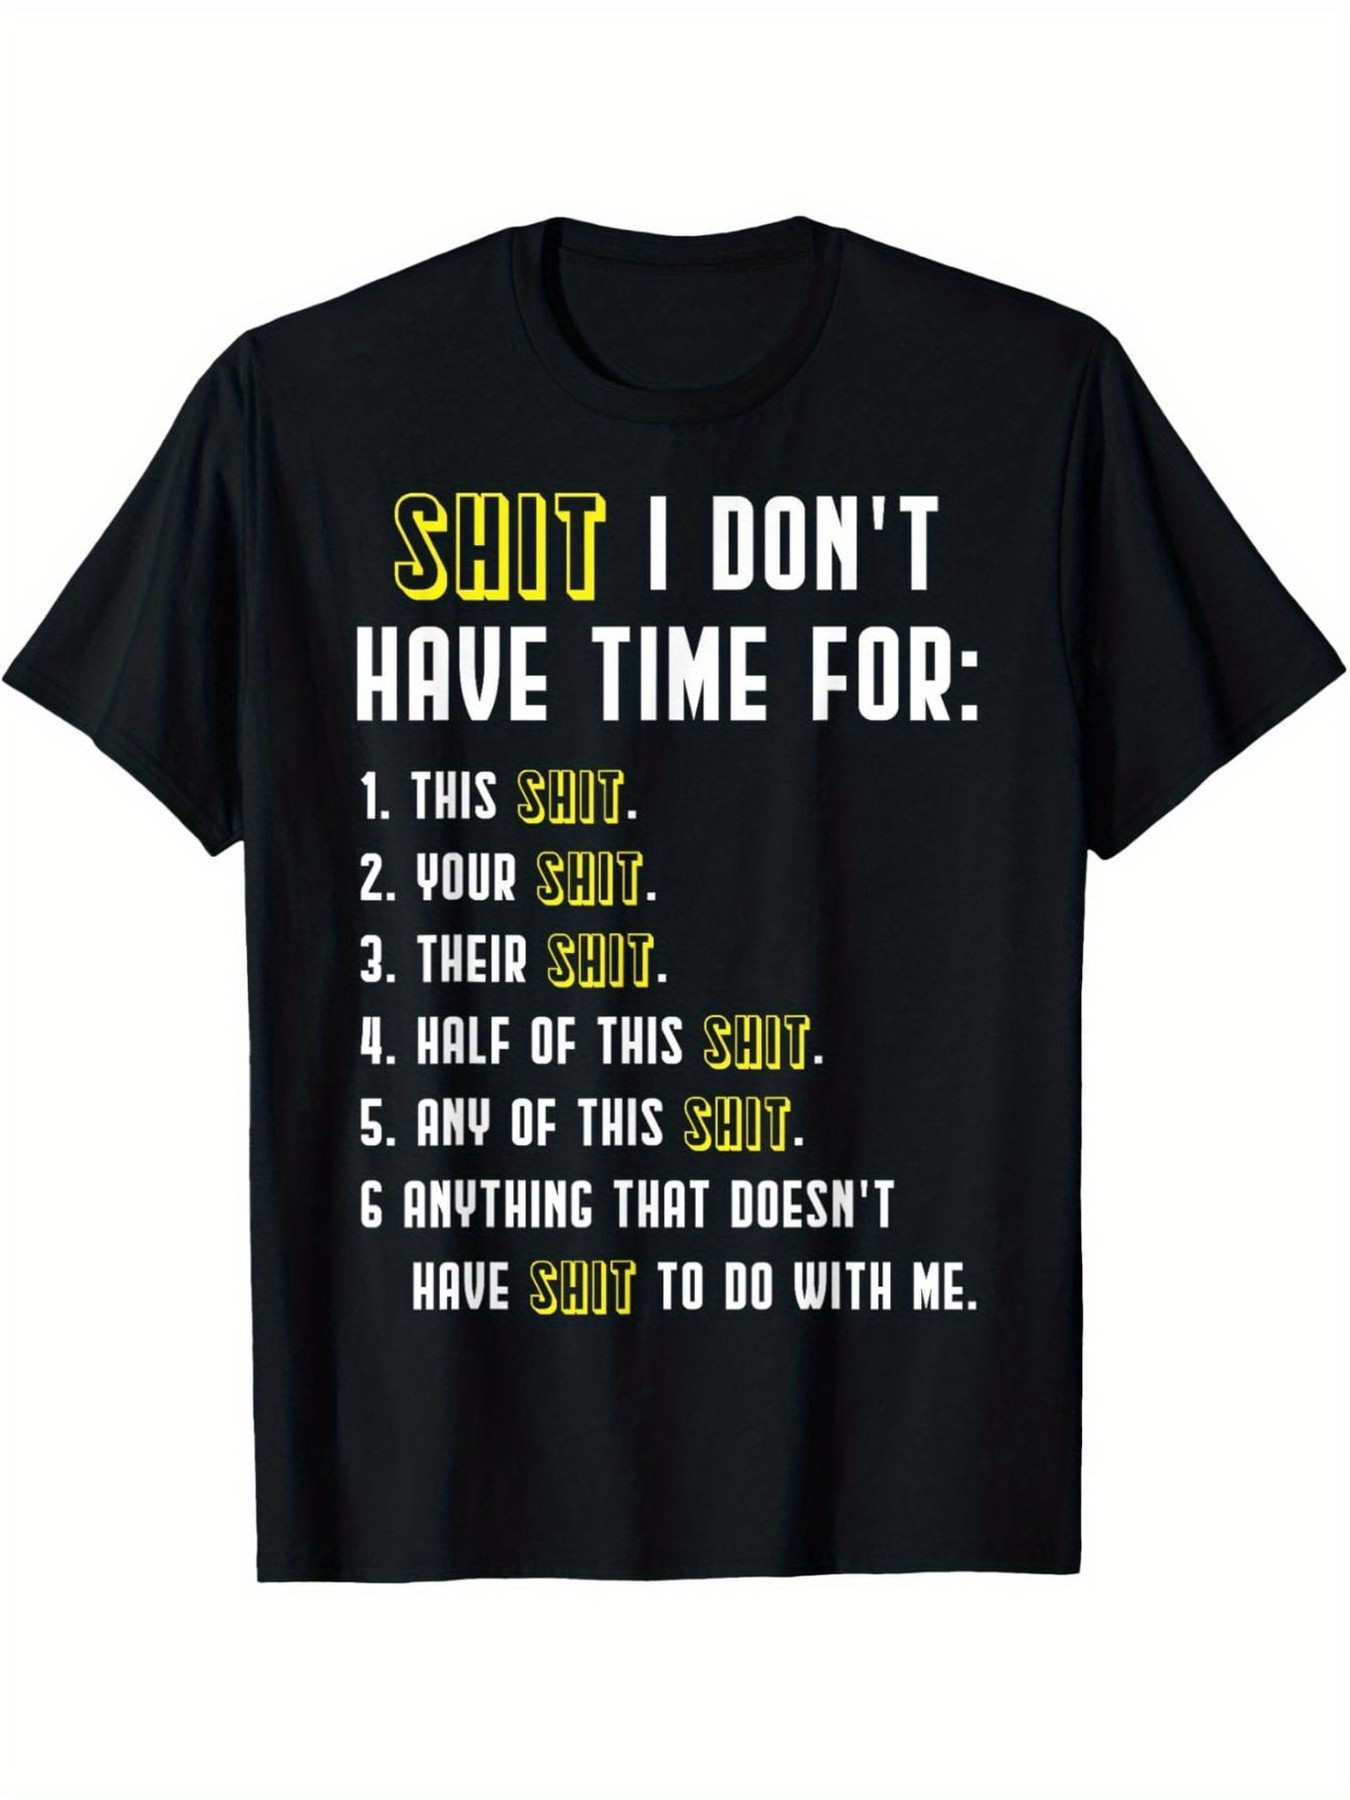 SHIT I DON'T
HAVE TIME FOR:
1. THIS SHIT.
2. YOUR SHIT.
3. THEIR SHIT.
4. HALF OF THIS SHIT.
5. ANY OF THIS SHIT.
6 ANYTHING THAT DOESN'T
HAVE SHIT TO DO WITH ME.